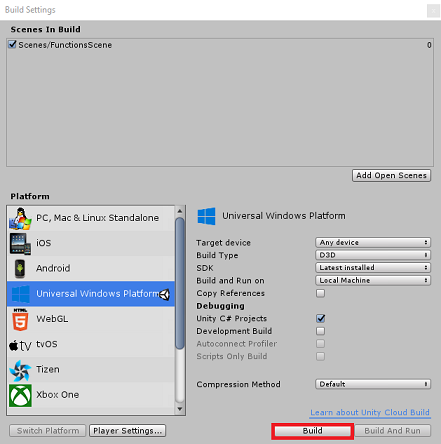 Build Settings
Scenes In Build
Scenes/FunctionsScene 0
Add Open Scenes
Platform
PC, Mac & Linux Standalone
iOS
Android
Universal Windows Platform
HTML
WebGL
tv tvOS
Tizen
Xbox One
Universal Windows Platform
Target device Any device
Build Type D3D
SDK Latest installed
Build and Run on Local Machine
Copy References
Debugging
Unity C# Projects
Development Build
Autoconnect Profiler
Scripts Only Build
Compression Method Default
Learn about Unity Cloud Build
Switch Platform Player Settings... Build Build And Run